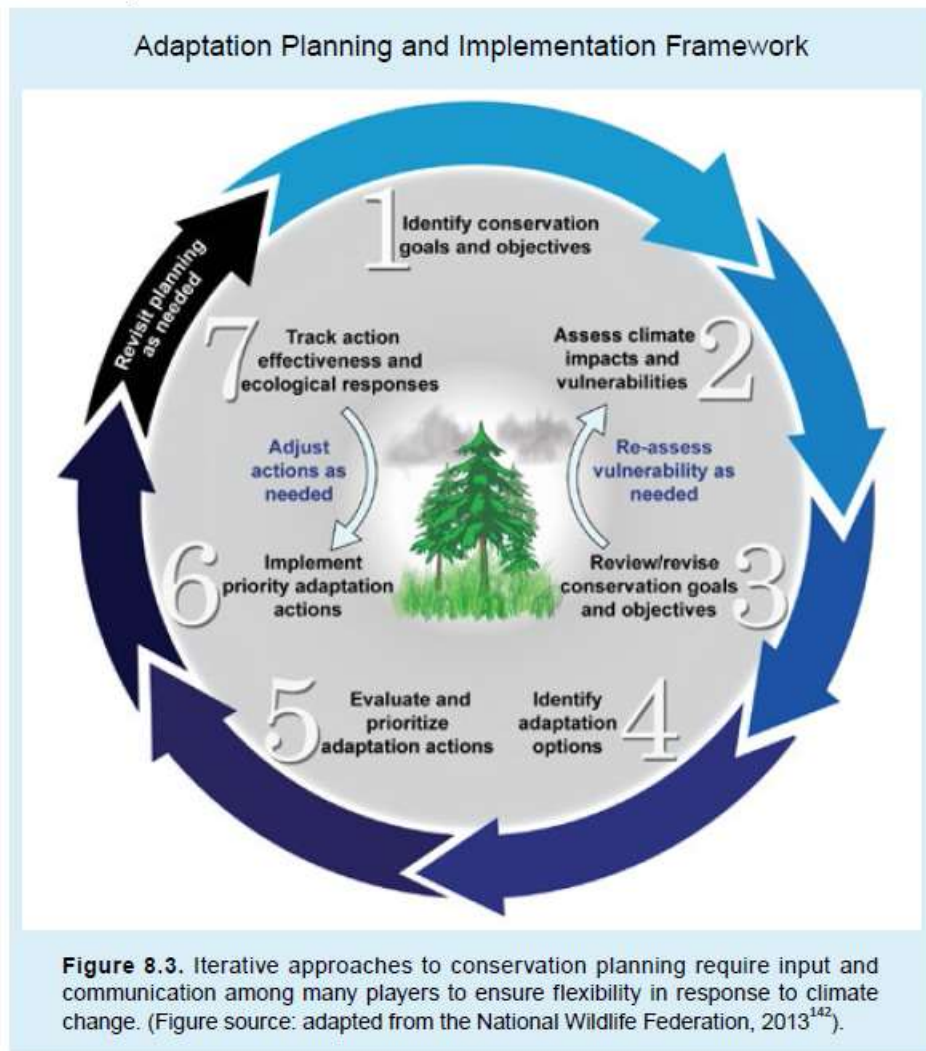 Adaptation Planning and Implementation Framework
1 Identify conservation
goals and objectives
Assess climate
impacts and
vulnerabilities
2
Re-assess
vulnerability as
needed
Review/revise
conservation goals
and objectives
3
Identify
adaptation
options
4
5 Evaluate and
prioritize
adaptation actions
6 Implement
priority adaptation
actions
Adjust
actions as
needed
7 Track action
effectiveness and
ecological responses
Revisit planning
as needed
Figure 8.3. Iterative approaches to conservation planning require input and
communication among many players to ensure flexibility in response to climate
change. (Figure source: adapted from the National Wildlife Federation, 2013¹⁴²).